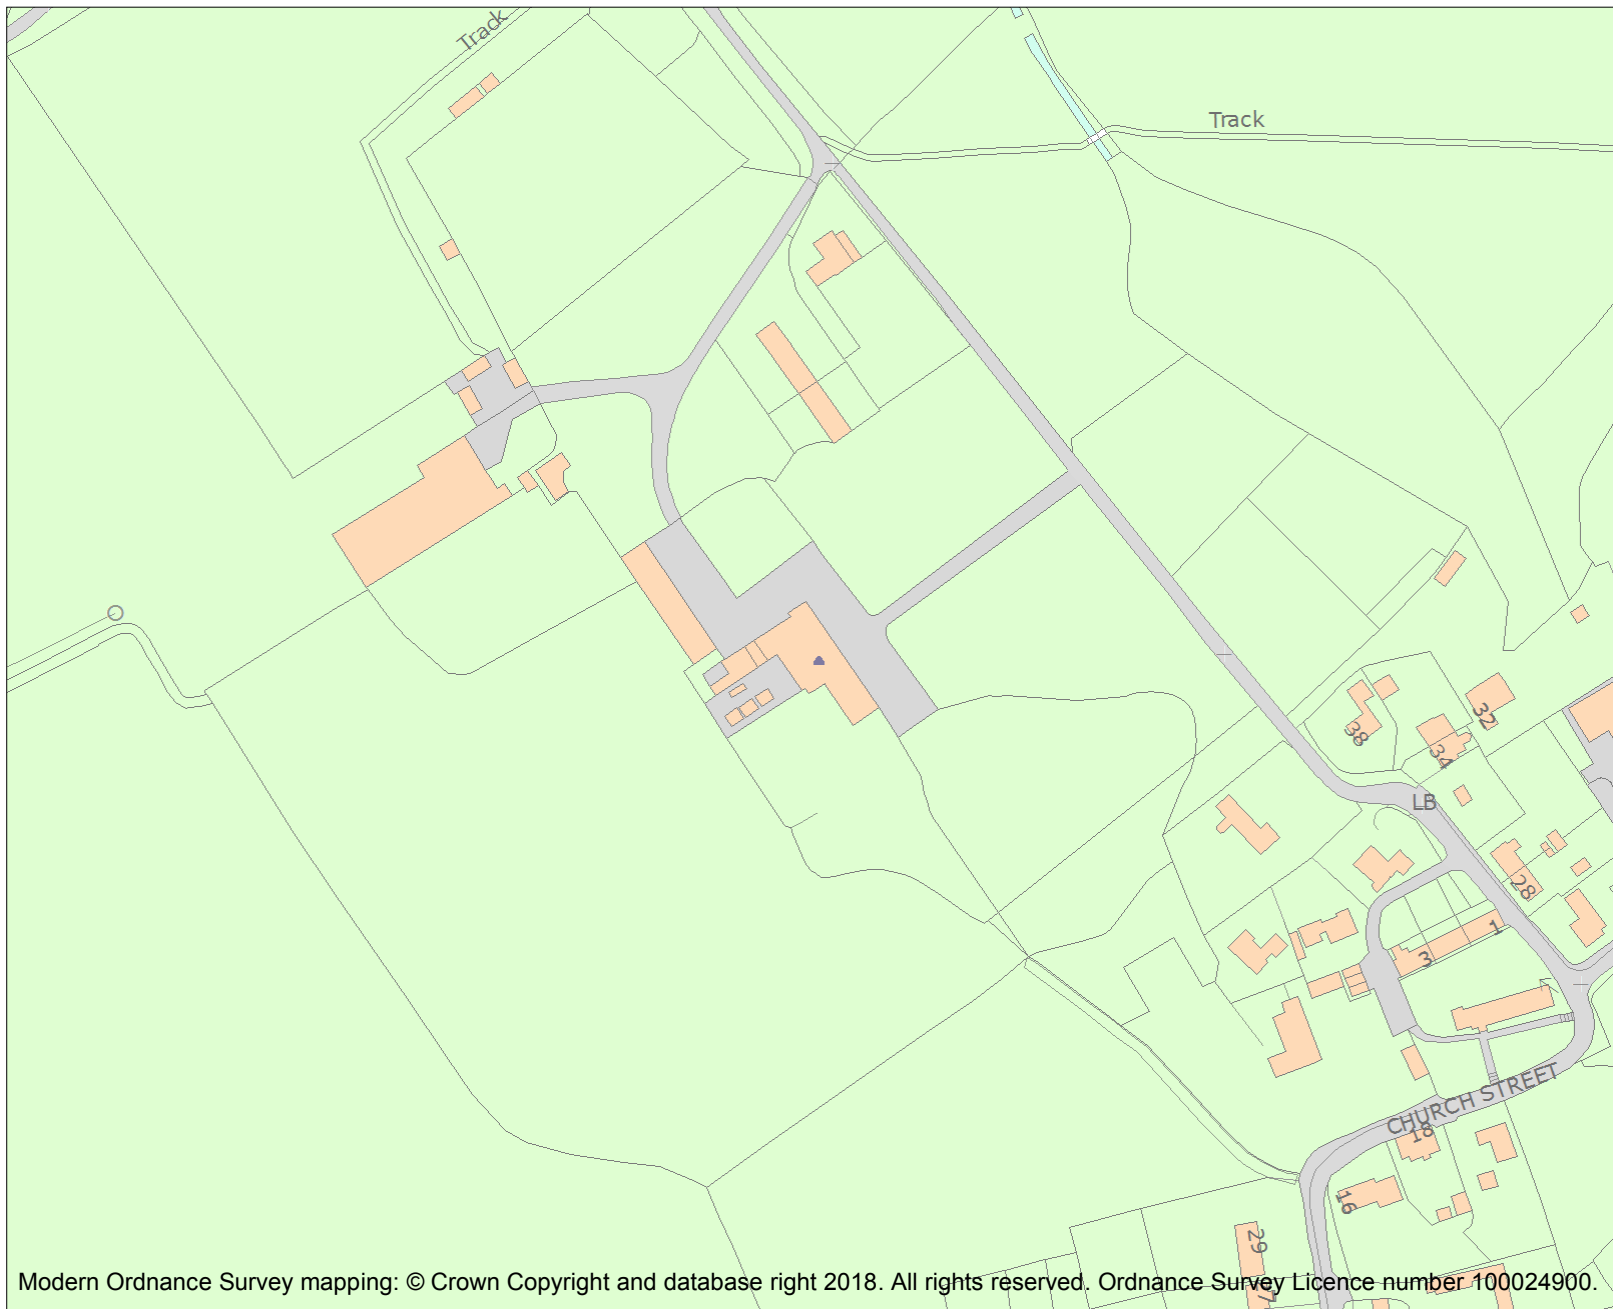 Track
Track
38
32
34
LB
28
1
3
CHURCH STREET
18
16
29
Modern Ordnance Survey mapping: © Crown Copyright and database right 2018. All rights reserved. Ordnance Survey Licence number 100024900.